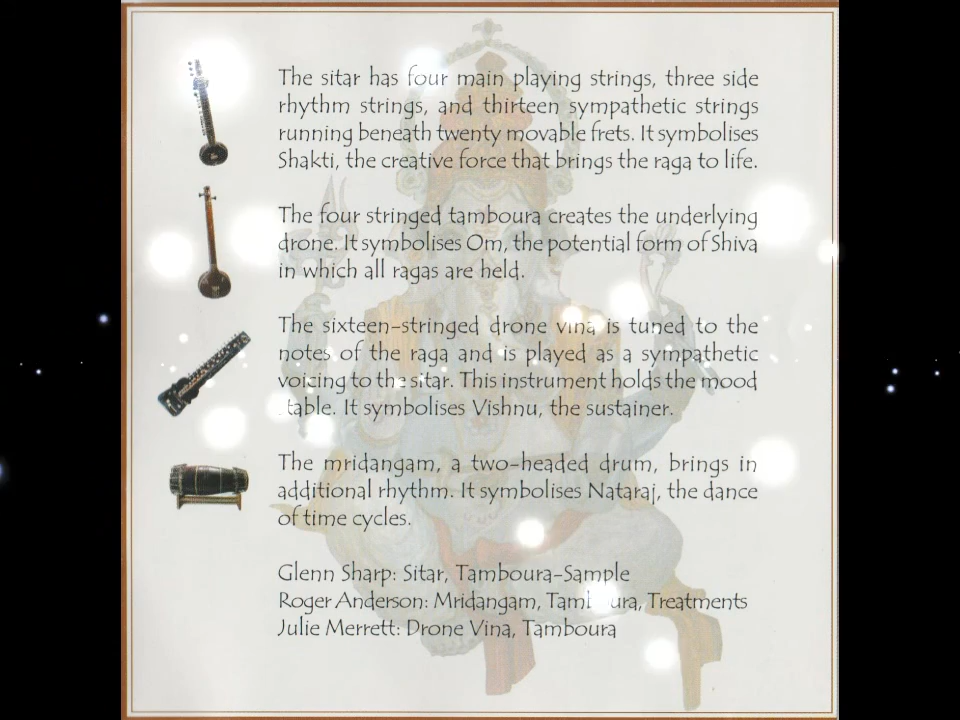 The sitar has four main playing strings, three side
rhythm strings, and thirteen sympathetic strings
running beneath twenty movable frets. It symbolises
Shakti, the creative force that brings the raga to life.
The four stringed tamboura creates the underlying
drone. It symbolises Om, the potential form of Shiva
in which all ragas are held.
The sixteen-stringed drone vina is tuned to the
notes of the raga and is played as a sympathetic
voicing to the sitar. This instrument holds the mood
table. It symbolises Vishnu, the sustainer.
The mridangam, a two-headed drum, brings in
additional rhythm. It symbolises Nataraj, the dance
of time cycles.
Glenn Sharp: Sitar, Tamboura-Sample
Roger Anderson: Mridangam, Tamboura, Treatments
Julie Merrett: Drone Vina, Tamboura